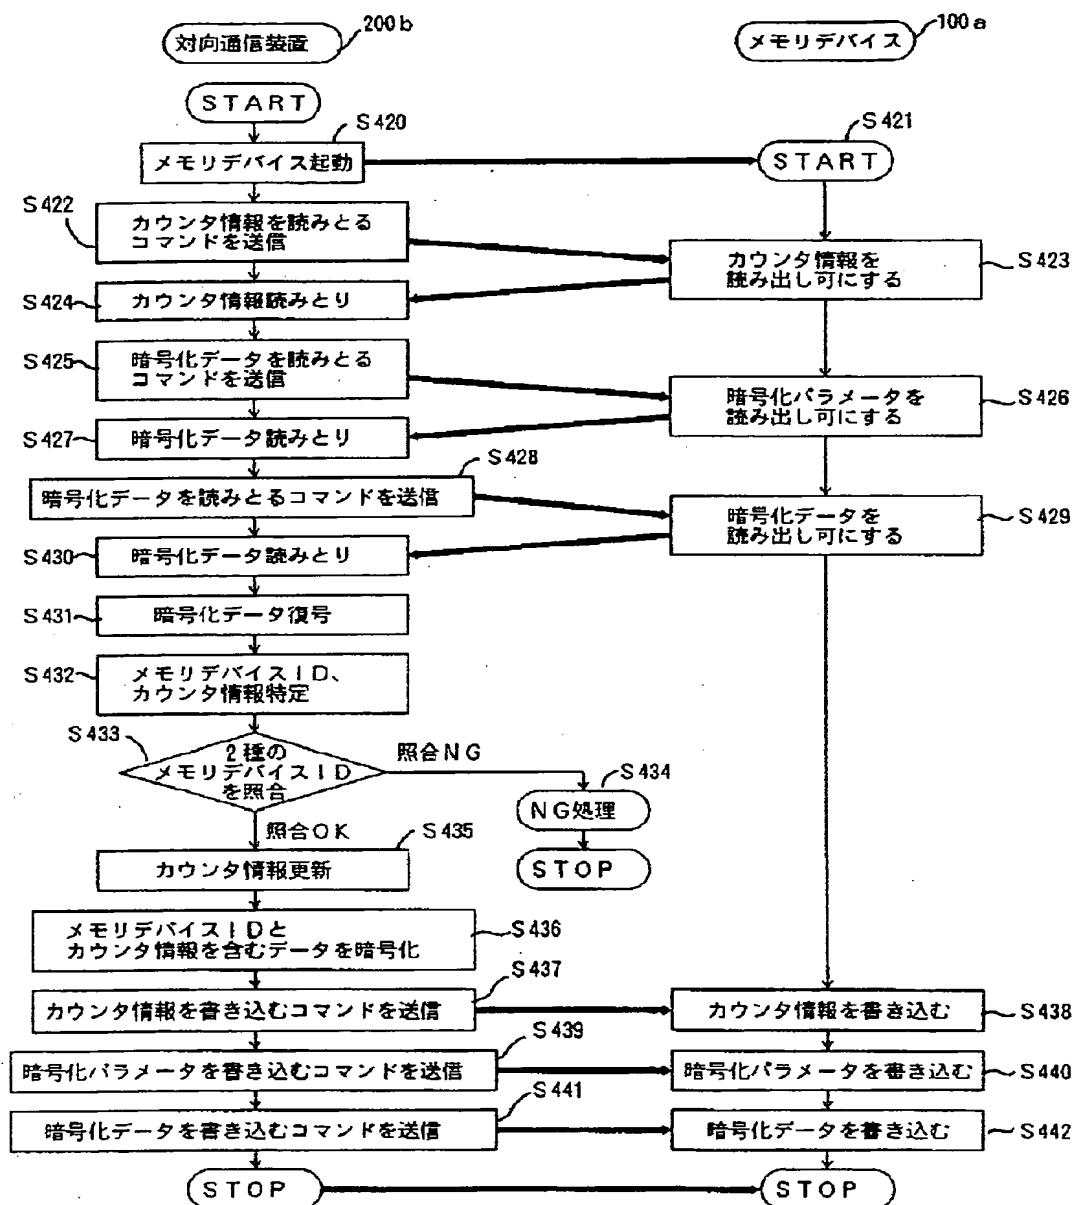 対向通信装置
200b
メモリデバイス
100a
START
S420
メモリデバイス起動
S421
START
S422
カウンタ情報を読みとる
コマンドを送信
カウンタ情報を
読み出し可にする
S423
S424
カウンタ情報読みとり
S425
暗号化データを読みとる
コマンドを送信
暗号化パラメータを
読み出し可にする
S426
S427
暗号化データ読みとり
S428
暗号化データを読みとるコマンドを送信
暗号化データを
読み出し可にする
S429
S430
暗号化データ読みとり
S431
暗号化データ復号
S432
メモリデバイスID、
カウンタ情報特定
S433
2種の
メモリデバイスID
を照合
照合NG
S434
NG処理
STOP
照合OK
S435
カウンタ情報更新
メモリデバイスIDと
カウンタ情報を含むデータを暗号化
S436
S437
カウンタ情報を書き込むコマンドを送信
カウンタ情報を書き込む
S438
S439
暗号化パラメータを書き込むコマンドを送信
暗号化パラメータを書き込む
S440
S441
暗号化データを書き込むコマンドを送信
暗号化データを書き込む
S442
STOP
STOP